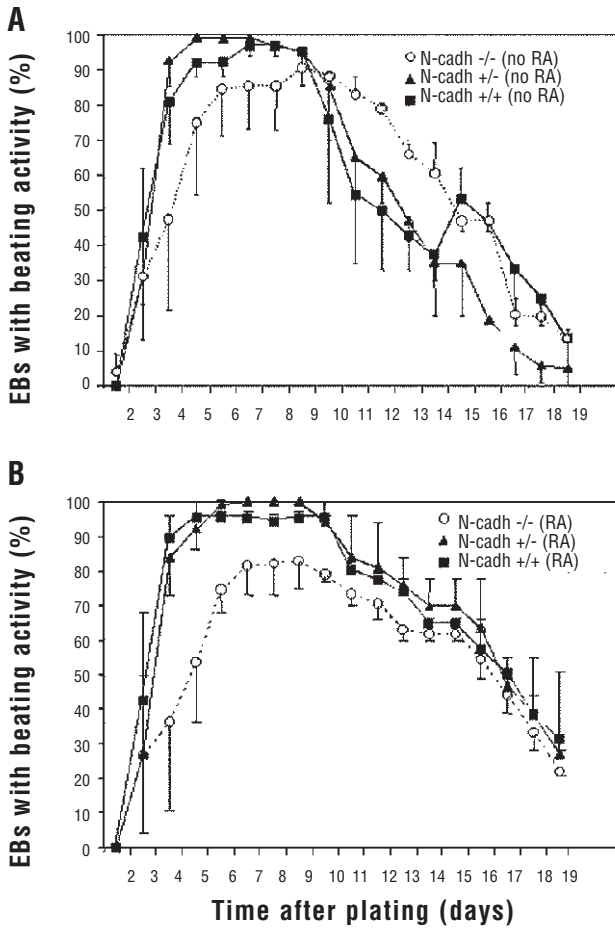 A
EBs with beating activity (%)
100
90
80
70
60
50
40
30
20
10
0
N-cadh -/- (no RA)
N-cadh +/- (no RA)
N-cadh +/+ (no RA)
2 3 4 5 6 7 8 9 10 11 12 13 14 15 16 17 18 19
B
EBs with beating activity (%)
100
90
80
70
60
50
40
30
20
10
0
N-cadh -/- (RA)
N-cadh +/- (RA)
N-cadh +/+ (RA)
2 3 4 5 6 7 8 9 10 11 12 13 14 15 16 17 18 19
Time after plating (days)